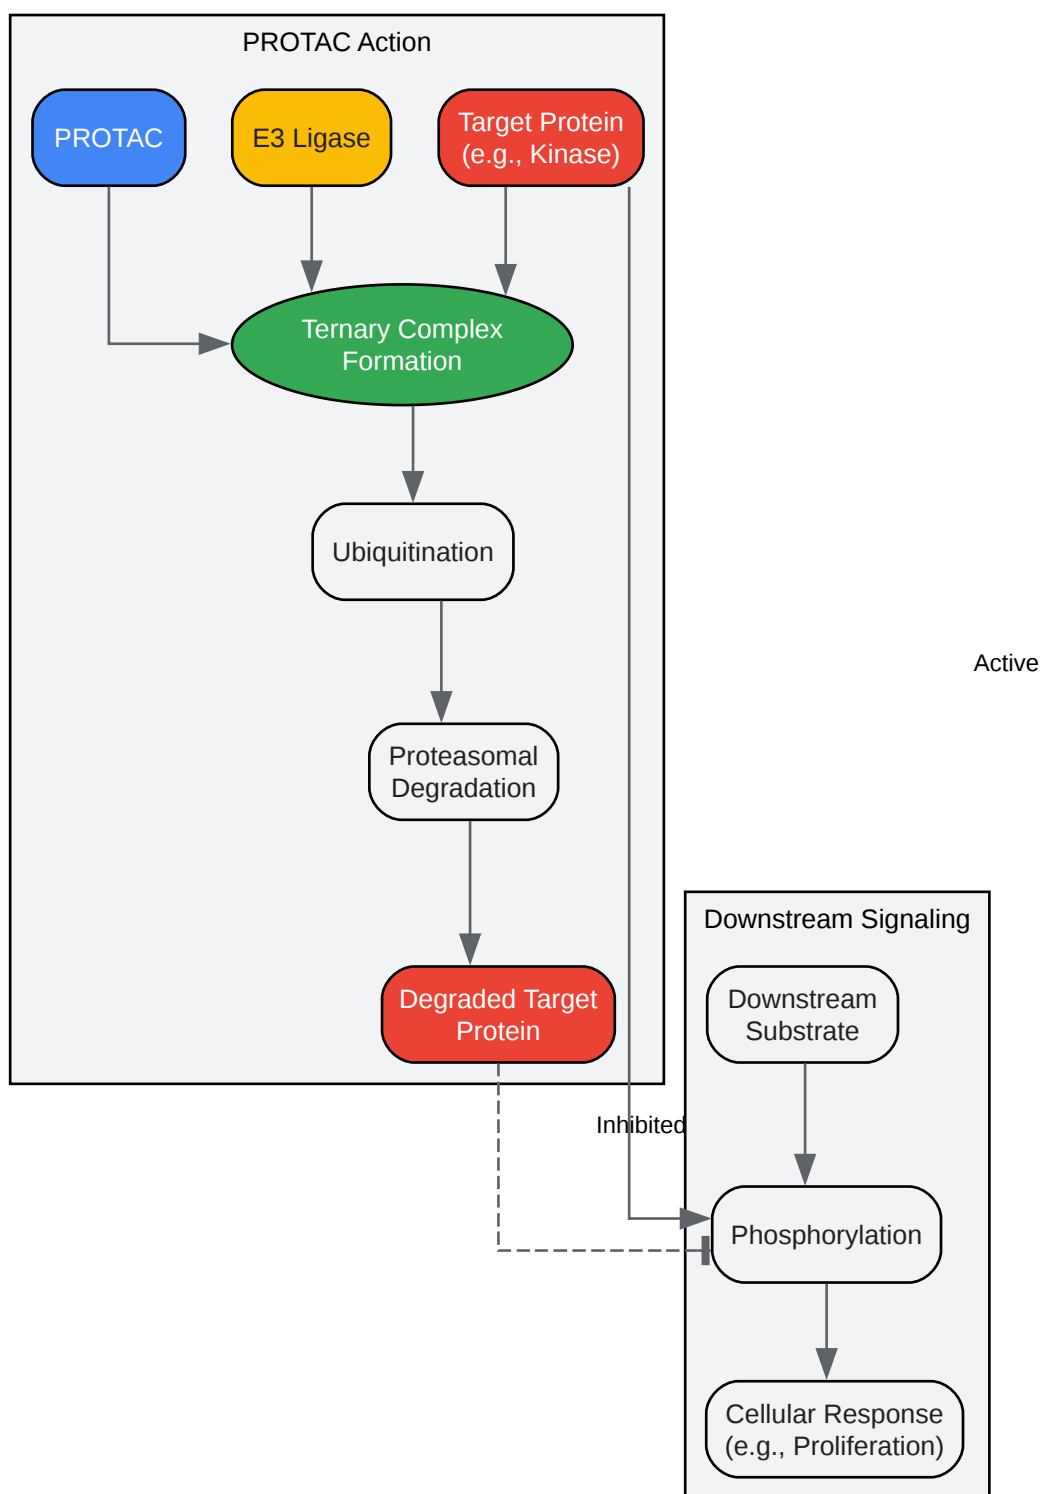 PROTAC Action
PROTAC
E3 Ligase
Target Protein
(e.g., Kinase)
Ternary Complex
Formation
Ubiquitination
Active
Proteasomal
Degradation
Downstream Signaling
Degraded Target
Protein
Downstream
Substrate
Inhibited
Phosphorylation
Cellular Response
(e.g., Proliferation)